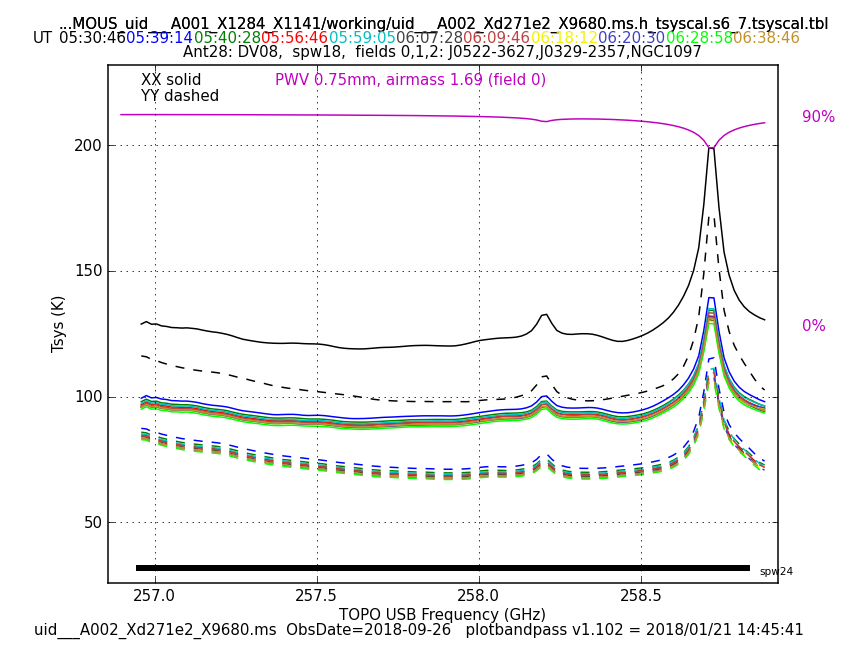 ...MOUS_uid___A001_X1284_X1141/working/uid___A002_Xd271e2_X9680.ms.h_tsyscal.s6_7.tsyscal.tbl
UT 05:30:46 05:39:14 05:40:28 05:56:46 05:59:05 06:07:28 06:09:46 06:18:12 06:20:30 06:28:58 06:38:46
Ant28: DV08, spw18, fields 0,1,2: J0522-3627,J0329-2357,NGC1097
XX solid
PWV 0.75mm, airmass 1.69 (field 0)
YY dashed
90%
200
150
0%
Tsys (K)
100
50
spw24
257.0 257.5 258.0 258.5
TOPO USB Frequency (GHz)
uid___A002_Xd271e2_X9680.ms ObsDate=2018-09-26 plotbandpass v1.102 = 2018/01/21 14:45:41